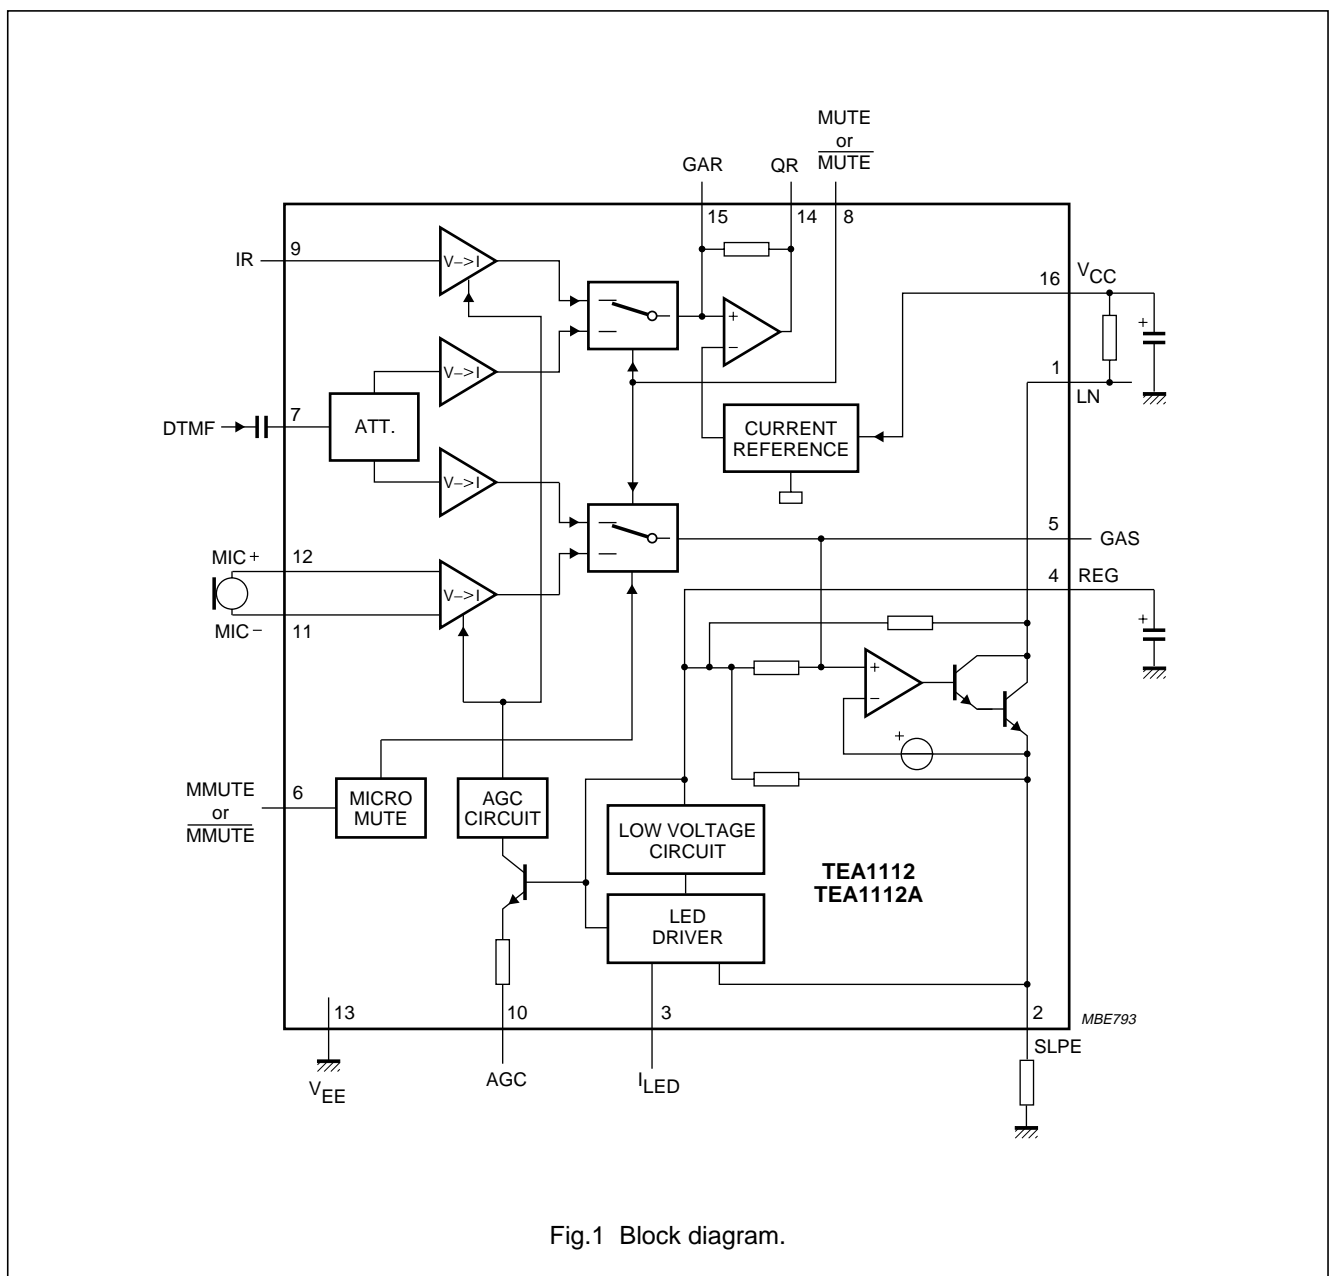 MUTE
or
MUTE
GAR
QR
15
14
8
IR
9
V–>I
16
VCC
+
–
+
V–>I
1
LN
DTMF
7
ATT.
CURRENT
REFERENCE
V–>I
5
GAS
MIC+
12
4
REG
V–>I
MIC–
11
+
+
–
+
MMUTE
or
MMUTE
6
MICRO
MUTE
AGC
CIRCUIT
LOW VOLTAGE
CIRCUIT
TEA1112
TEA1112A
LED
DRIVER
13
10
3
2
MBE793
VEE
AGC
ILED
SLPE
Fig.1 Block diagram.